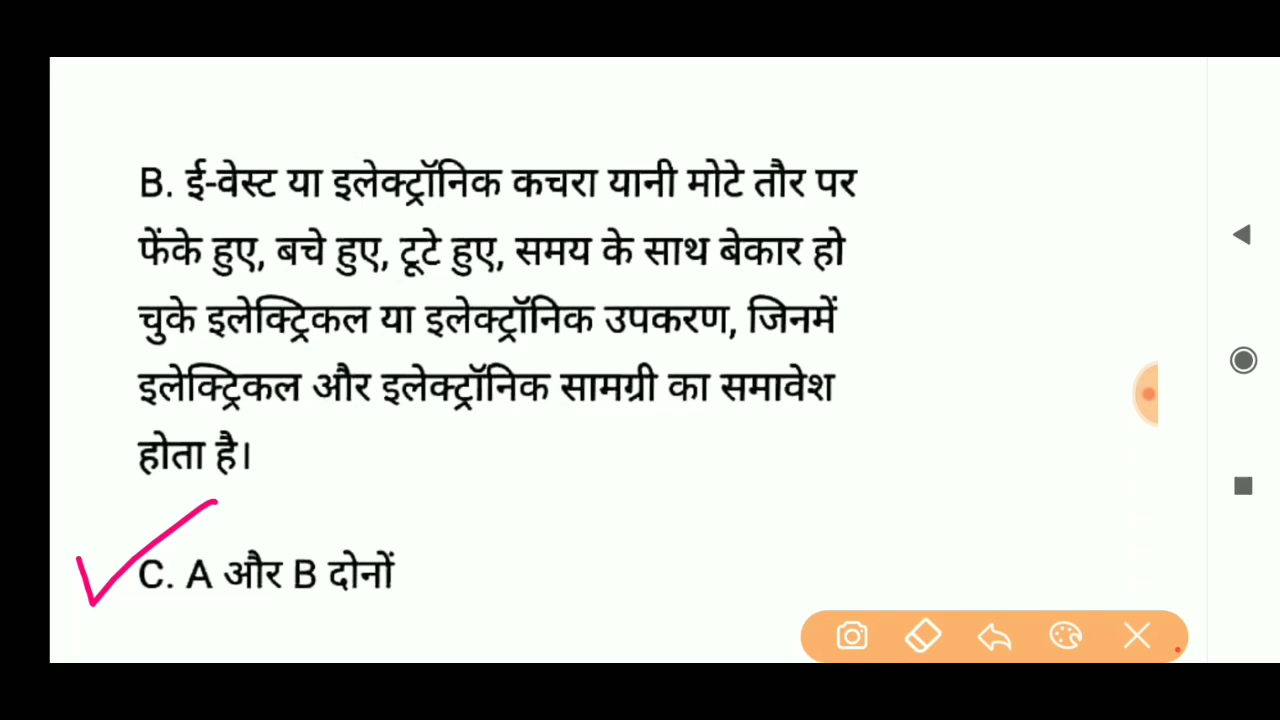 B. ई-वेस्ट या इलेक्ट्रॉनिक कचरा यानी मोटे तौर पर
फेंके हुए, बचे हुए, टूटे हुए, समय के साथ बेकार हो
चुके इलेक्ट्रिकल या इलेक्ट्रॉनिक उपकरण, जिनमें
इलेक्ट्रिकल और इलेक्ट्रॉनिक सामग्री का समावेश
होता है।
C. A और B दोनों